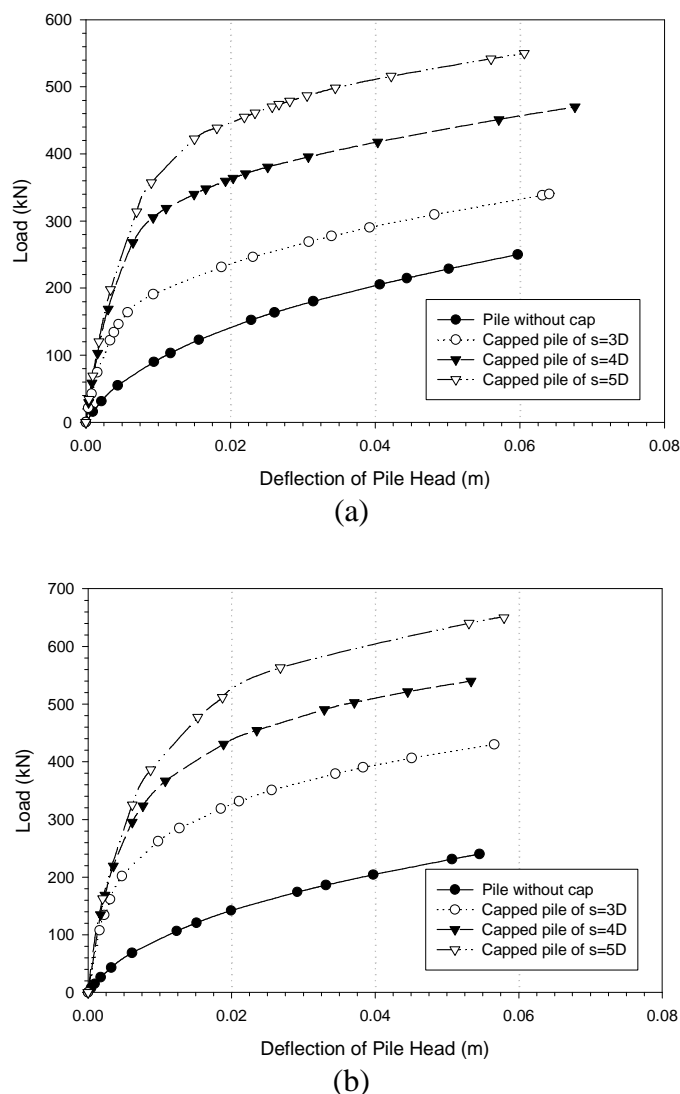 600
500
400
300
200
100
0
Load (kN)
Pile without cap
Capped pile of s=3D
Capped pile of s=4D
Capped pile of s=5D
0.00 0.02 0.04 0.06 0.08
Deflection of Pile Head (m)
(a)
700
600
500
400
300
200
100
0
Load (kN)
Pile without cap
Capped pile of s=3D
Capped pile of s=4D
Capped pile of s=5D
0.00 0.02 0.04 0.06 0.08
Deflection of Pile Head (m)
(b)